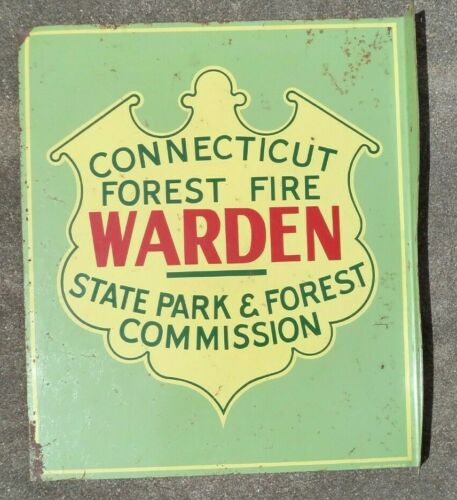 CONNECTICUT
FOREST FIRE
WARDEN
STATE PARK & FOREST
COMMISSION